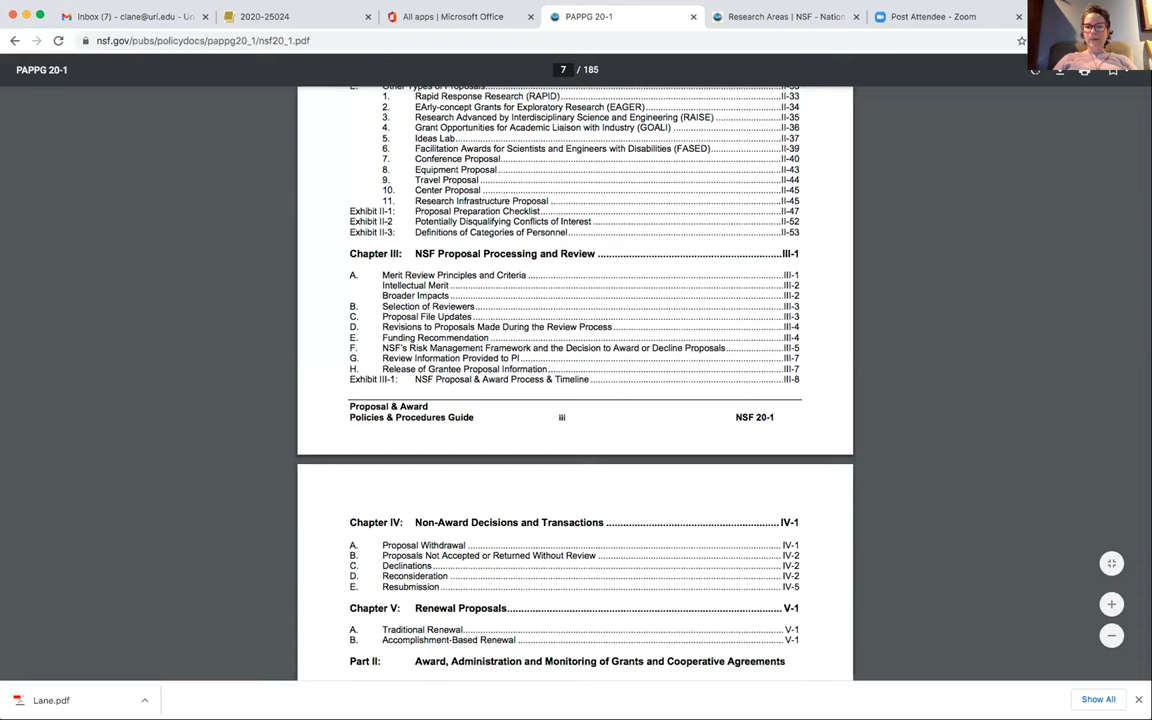 Inbox (7) - clane@uri.edu - Un
2020-25024
All apps | Microsoft Office
PAPPG 20-1
Research Areas | NSF - Nation
Post Attendee - Zoom
nsf.gov/pubs/policydocs/pappg20_1/nsf20_1.pdf
PAPPG 20-1
7 / 185
E. Other Types of Proposals II-33
1. Rapid Response Research (RAPID) II-33
2. EArly-concept Grants for Exploratory Research (EAGER) II-34
3. Research Advanced by Interdisciplinary Science and Engineering (RAISE) II-35
4. Grant Opportunities for Academic Liaison with Industry (GOALI) II-36
5. Ideas Lab II-37
6. Facilitation Awards for Scientists and Engineers with Disabilities (FASED) II-39
7. Conference Proposal II-40
8. Equipment Proposal II-43
9. Travel Proposal II-44
10. Center Proposal II-45
11. Research Infrastructure Proposal II-45
Exhibit II-1: Proposal Preparation Checklist II-47
Exhibit II-2 Potentially Disqualifying Conflicts of Interest II-52
Exhibit II-3: Definitions of Categories of Personnel II-53
Chapter III: NSF Proposal Processing and Review III-1
A. Merit Review Principles and Criteria III-1
Intellectual Merit III-2
Broader Impacts III-2
B. Selection of Reviewers III-3
C. Proposal File Updates III-3
D. Revisions to Proposals Made During the Review Process III-4
E. Funding Recommendation III-4
F. NSF's Risk Management Framework and the Decision to Award or Decline Proposals III-5
G. Review Information Provided to PI III-7
H. Release of Grantee Proposal Information III-7
Exhibit III-1: NSF Proposal & Award Process & Timeline III-8
Proposal & Award
Policies & Procedures Guide iii NSF 20-1
Chapter IV: Non-Award Decisions and Transactions IV-1
A. Proposal Withdrawal IV-1
B. Proposals Not Accepted or Returned Without Review IV-2
C. Declinations IV-2
D. Reconsideration IV-2
E. Resubmission IV-5
Chapter V: Renewal Proposals V-1
A. Traditional Renewal V-1
B. Accomplishment-Based Renewal V-1
Part II: Award, Administration and Monitoring of Grants and Cooperative Agreements
Lane.pdf
Show All